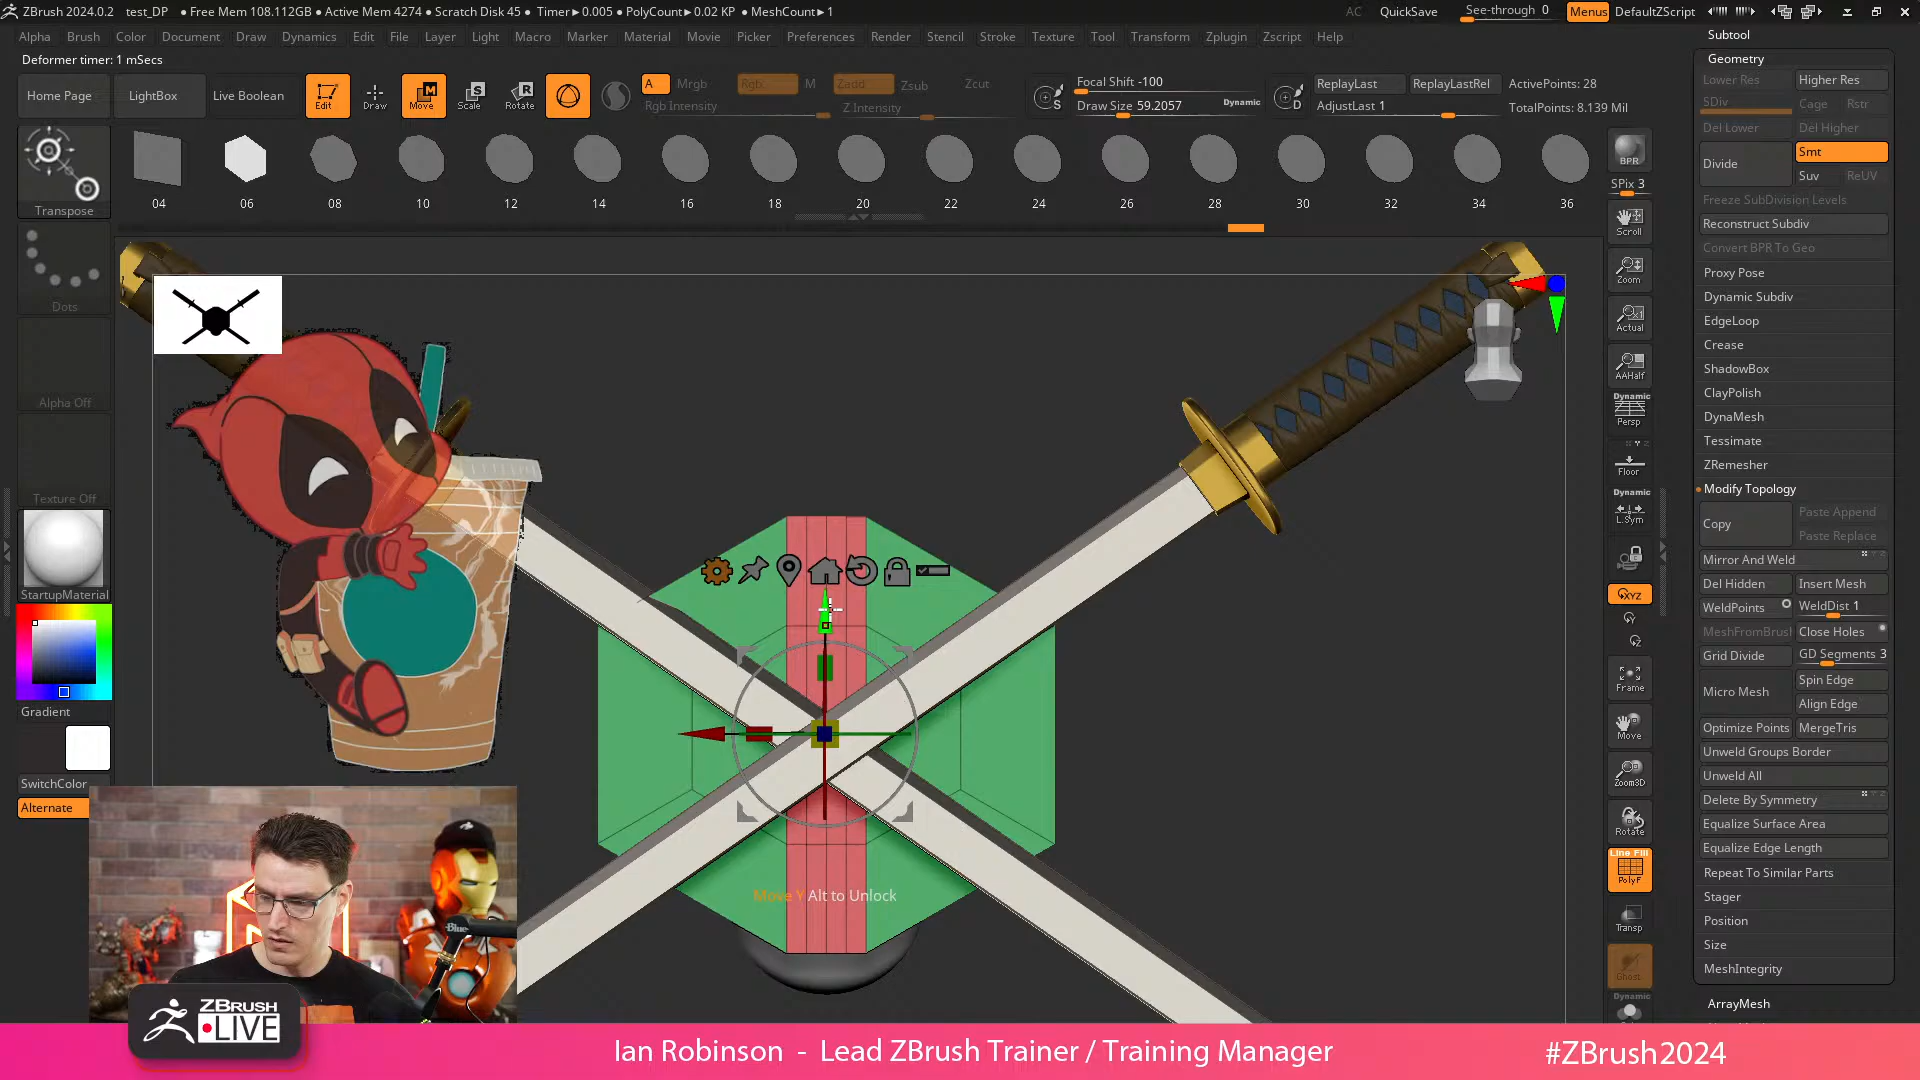 ZBrush 2024.0.2 test_DP ● Free Mem 108.112GB ● Active Mem 4274 ● Scratch Disk 45 ● Timer►0.005 ● PolyCount►0.02 KP ● MeshCount►1
AC QuickSave See-through 0 Menus DefaultZScript
Alpha Brush Color Document Draw Dynamics Edit File Layer Light Macro Marker Material Movie Picker Preferences Render Stencil Stroke Texture Tool Transform Zplugin Zscript Help
Deformer timer: 1 mSecs
Home Page LightBox Live Boolean
Edit Draw Move Scale Rotate
A Mrgb Rgb M Zadd Zsub Zcut
Rgb Intensity Z Intensity
Focal Shift -100
Draw Size 59.2057 Dynamic
ReplayLast ReplayLastRel
AdjustLast 1
ActivePoints: 28
TotalPoints: 8.139 Mil
04 06 08 10 12 14 16 18 20 22 24 26 28 30 32 34 36
Transpose
Dots
Alpha Off
Texture Off
StartupMaterial
Gradient
SwitchColor
Alternate
Move Y Alt to Unlock
BPR
SPix 3
Scroll
Zoom
Actual
AAHalf
Dynamic
Persp
Floor
Dynamic
L.Sym
XYZ
Frame
Move
Zoom3D
Rotate
Line Fill
PolyF
Transp
Ghost
Dynamic
Subtool
Geometry
Lower Res Higher Res
SDiv Cage Rstr
Del Lower Del Higher
Divide Smt
Suv ReUV
Freeze SubDivision Levels
Reconstruct Subdiv
Convert BPR To Geo
Proxy Pose
Dynamic Subdiv
EdgeLoop
Crease
ShadowBox
ClayPolish
DynaMesh
Tessimate
ZRemesher
Modify Topology
Copy Paste Append
Paste Replace
Mirror And Weld
Del Hidden Insert Mesh
WeldPoints WeldDist 1
MeshFromBrush Close Holes
Grid Divide GD Segments 3
Micro Mesh Spin Edge
Align Edge
Optimize Points MergeTris
Unweld Groups Border
Unweld All
Delete By Symmetry
Equalize Surface Area
Equalize Edge Length
Repeat To Similar Parts
Stager
Position
Size
MeshIntegrity
ArrayMesh
Blue
ZBRUSH
LIVE
Ian Robinson - Lead ZBrush Trainer / Training Manager
#ZBrush2024